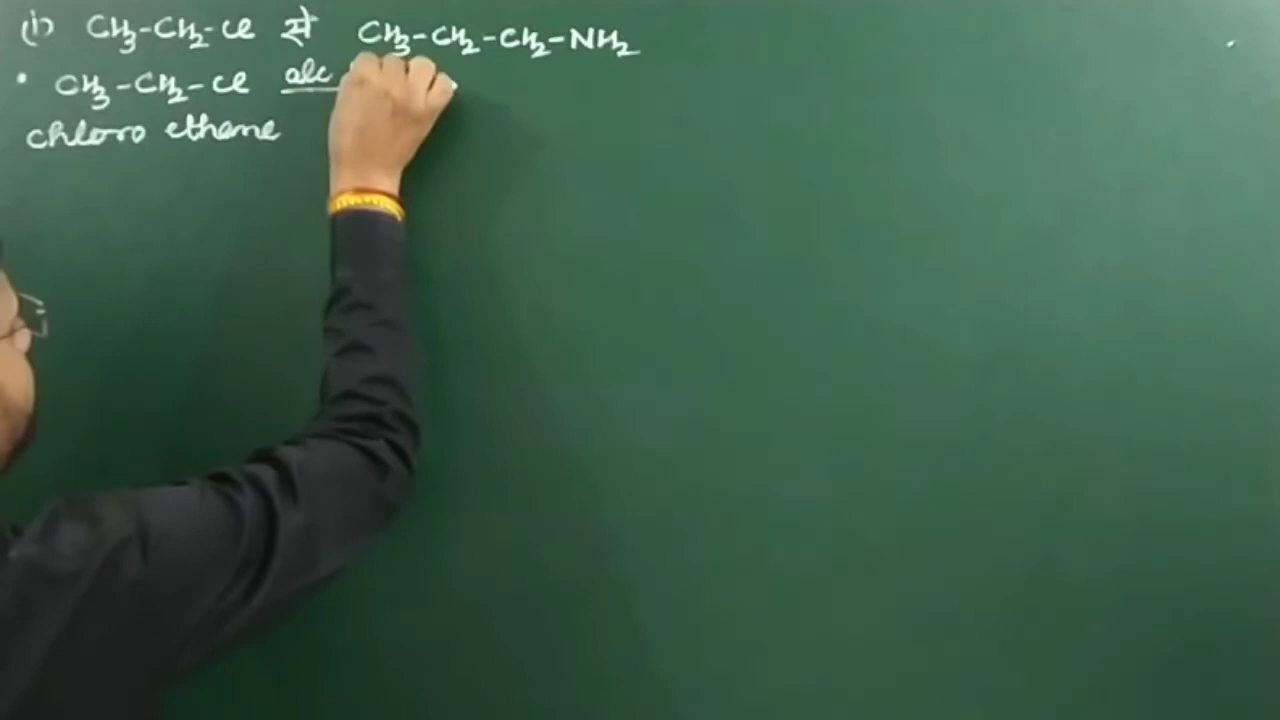 (i) CH₃-CH₂-Cl से CH₃-CH₂-CH₂-NH₂
• CH₃-CH₂-Cl alc
chloro ethane